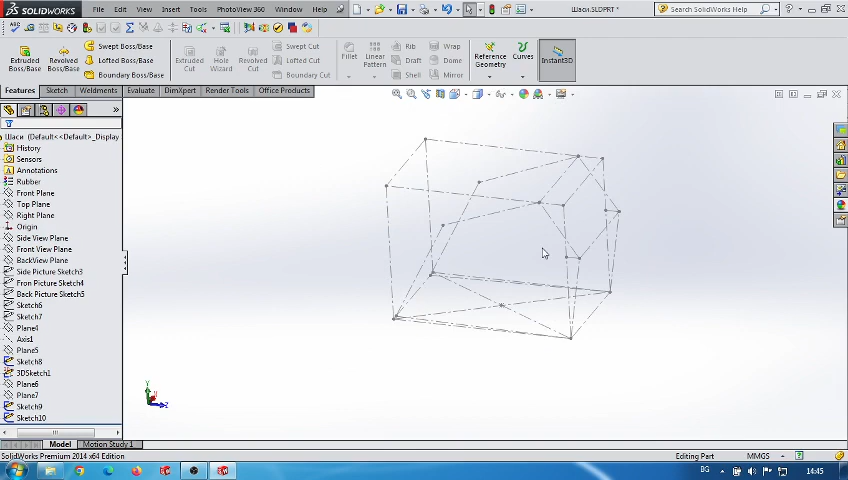 SOLIDWORKS File Edit View Insert Tools PhotoView 360 Window Help Шаси.SLDPRT * Search SolidWorks Help
Extruded Boss/Base
Revolved Boss/Base
Swept Boss/Base
Lofted Boss/Base
Boundary Boss/Base
Extruded Cut
Hole Wizard
Revolved Cut
Swept Cut
Lofted Cut
Boundary Cut
Fillet
Linear Pattern
Rib
Draft
Shell
Wrap
Dome
Mirror
Reference Geometry
Curves
Instant3D
Features Sketch Weldments Evaluate DimXpert Render Tools Office Products
Шаси (Default<<Default>_Display
History
Sensors
Annotations
Rubber
Front Plane
Top Plane
Right Plane
Origin
Side View Plane
Front View Plane
BackView Plane
Side Picture Sketch3
Fron Picture Sketch4
Back Picture Sketch5
Sketch6
Sketch7
Plane4
Axis1
Plane5
Sketch8
3DSketch1
Plane6
Plane7
Sketch9
Sketch10
Y
Z
Model Motion Study 1
SolidWorks Premium 2014 x64 Edition Editing Part MMGS
BG 14:45